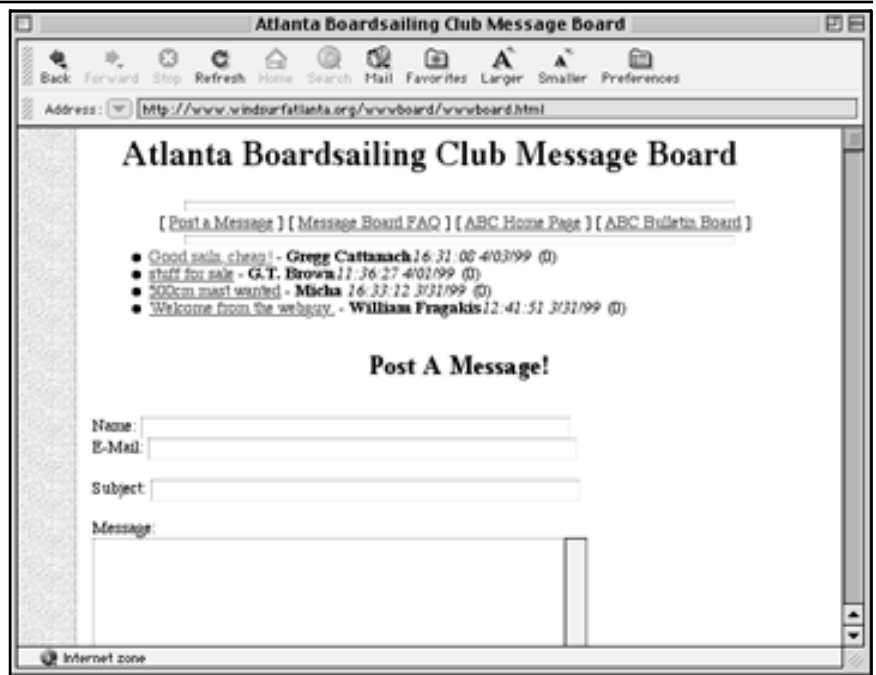 Atlanta Boardsailing Club Message Board
Back Forward Stop Refresh Home Search Mail Favorites Larger Smaller Preferences
Address: http://www.windsurfatlanta.org/wwwboard/wwwboard.html
Atlanta Boardsailing Club Message Board
[ Post a Message ] [ Message Board FAQ ] [ ABC Home Page ] [ ABC Bulletin Board ]
Good sails, cheap! - Gregg Cattanach 16:31:08 4/03/99 (0)
stuff for sale - G.T. Brown 11:36:27 4/01/99 (0)
500cm mast wanted - Micha 16:33:12 3/31/99 (0)
Welcome from the webguy. - William Fragakis 12:41:51 3/31/99 (0)
Post A Message!
Name:
E-Mail:
Subject:
Message:
Internet zone